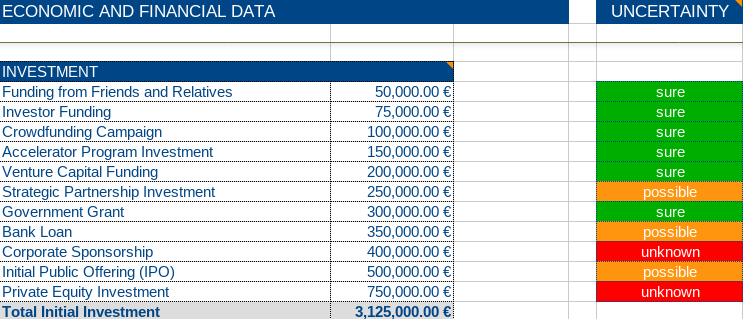 ECONOMIC AND FINANCIAL DATA UNCERTAINTY
INVESTMENT
Funding from Friends and Relatives 50,000.00 € sure
Investor Funding 75,000.00 € sure
Crowdfunding Campaign 100,000.00 € sure
Accelerator Program Investment 150,000.00 € sure
Venture Capital Funding 200,000.00 € sure
Strategic Partnership Investment 250,000.00 € possible
Government Grant 300,000.00 € sure
Bank Loan 350,000.00 € possible
Corporate Sponsorship 400,000.00 € unknown
Initial Public Offering (IPO) 500,000.00 € possible
Private Equity Investment 750,000.00 € unknown
Total Initial Investment 3,125,000.00 €